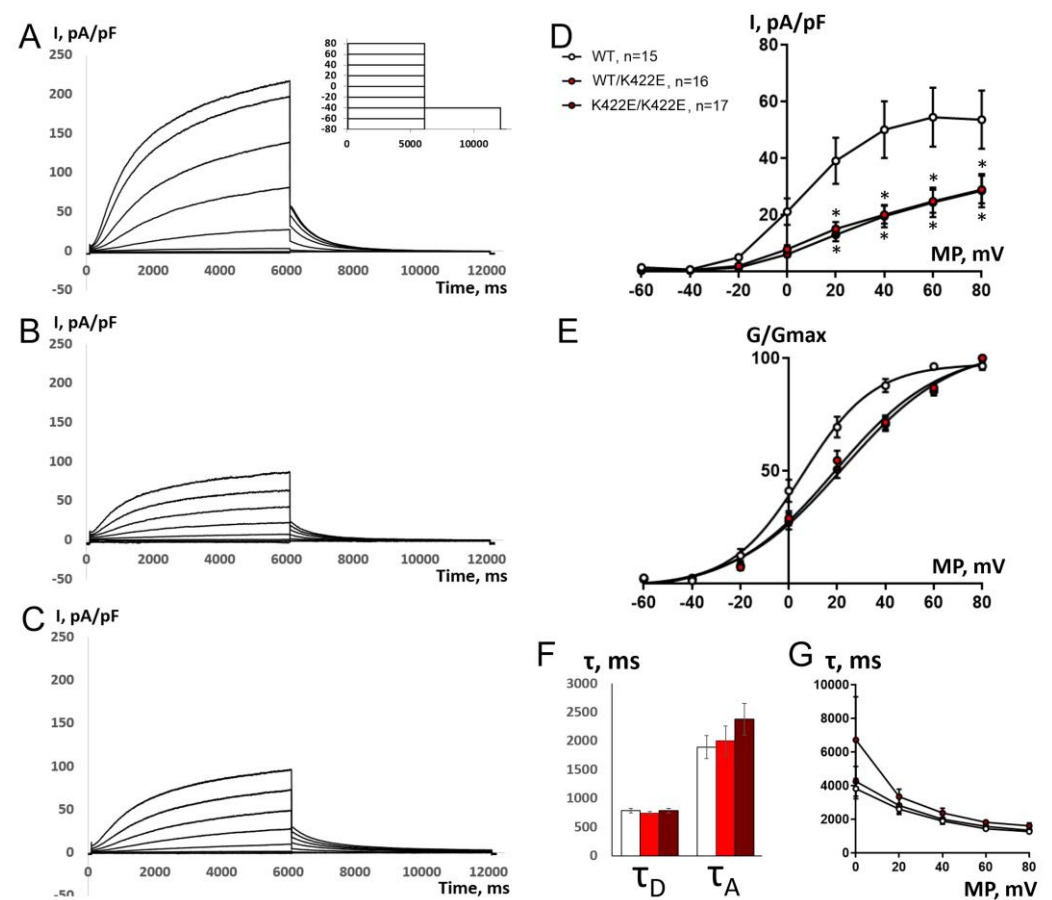 A
I, pA/pF
250
200
150
100
50
0
-50
0 2000 4000 6000 8000 10000 12000
Time, ms
80
60
40
20
0
-20
-40
-60
-80
0 5000 10000
B
I, pA/pF
250
200
150
100
50
0
-50
0 2000 4000 6000 8000 10000 12000
Time, ms
C
I, pA/pF
250
200
150
100
50
0
-50
0 2000 4000 6000 8000 10000 12000
Time, ms
D
I, pA/pF
WT, n=15
WT/K422E, n=16
K422E/K422E, n=17
80
60
40
20
* * * *
* * * *
MP, mV
-60 -40 -20 0 20 40 60 80
E
G/Gmax
100
50
MP, mV
-60 -40 -20 0 20 40 60 80
F
τ, ms
3000
2500
2000
1500
1000
500
0
τD τA
G
τ, ms
10000
8000
6000
4000
2000
0
0 20 40 60 80
MP, mV